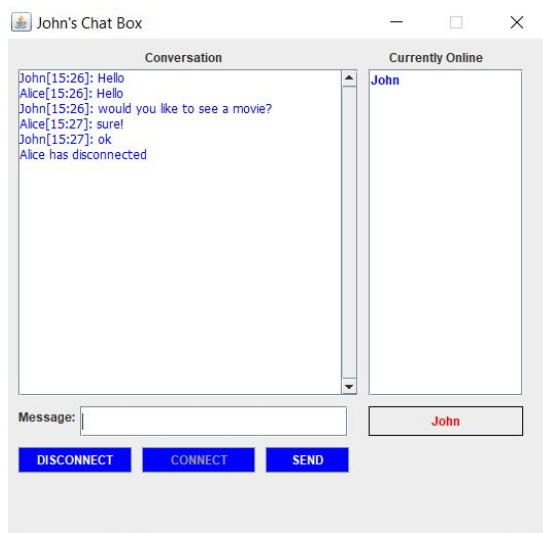 John's Chat Box
Conversation
Currently Online
John[15:26]: Hello
Alice[15:26]: Hello
John[15:26]: would you like to see a movie?
Alice[15:27]: sure!
John[15:27]: ok
Alice has disconnected
John
Message:
John
DISCONNECT
CONNECT
SEND